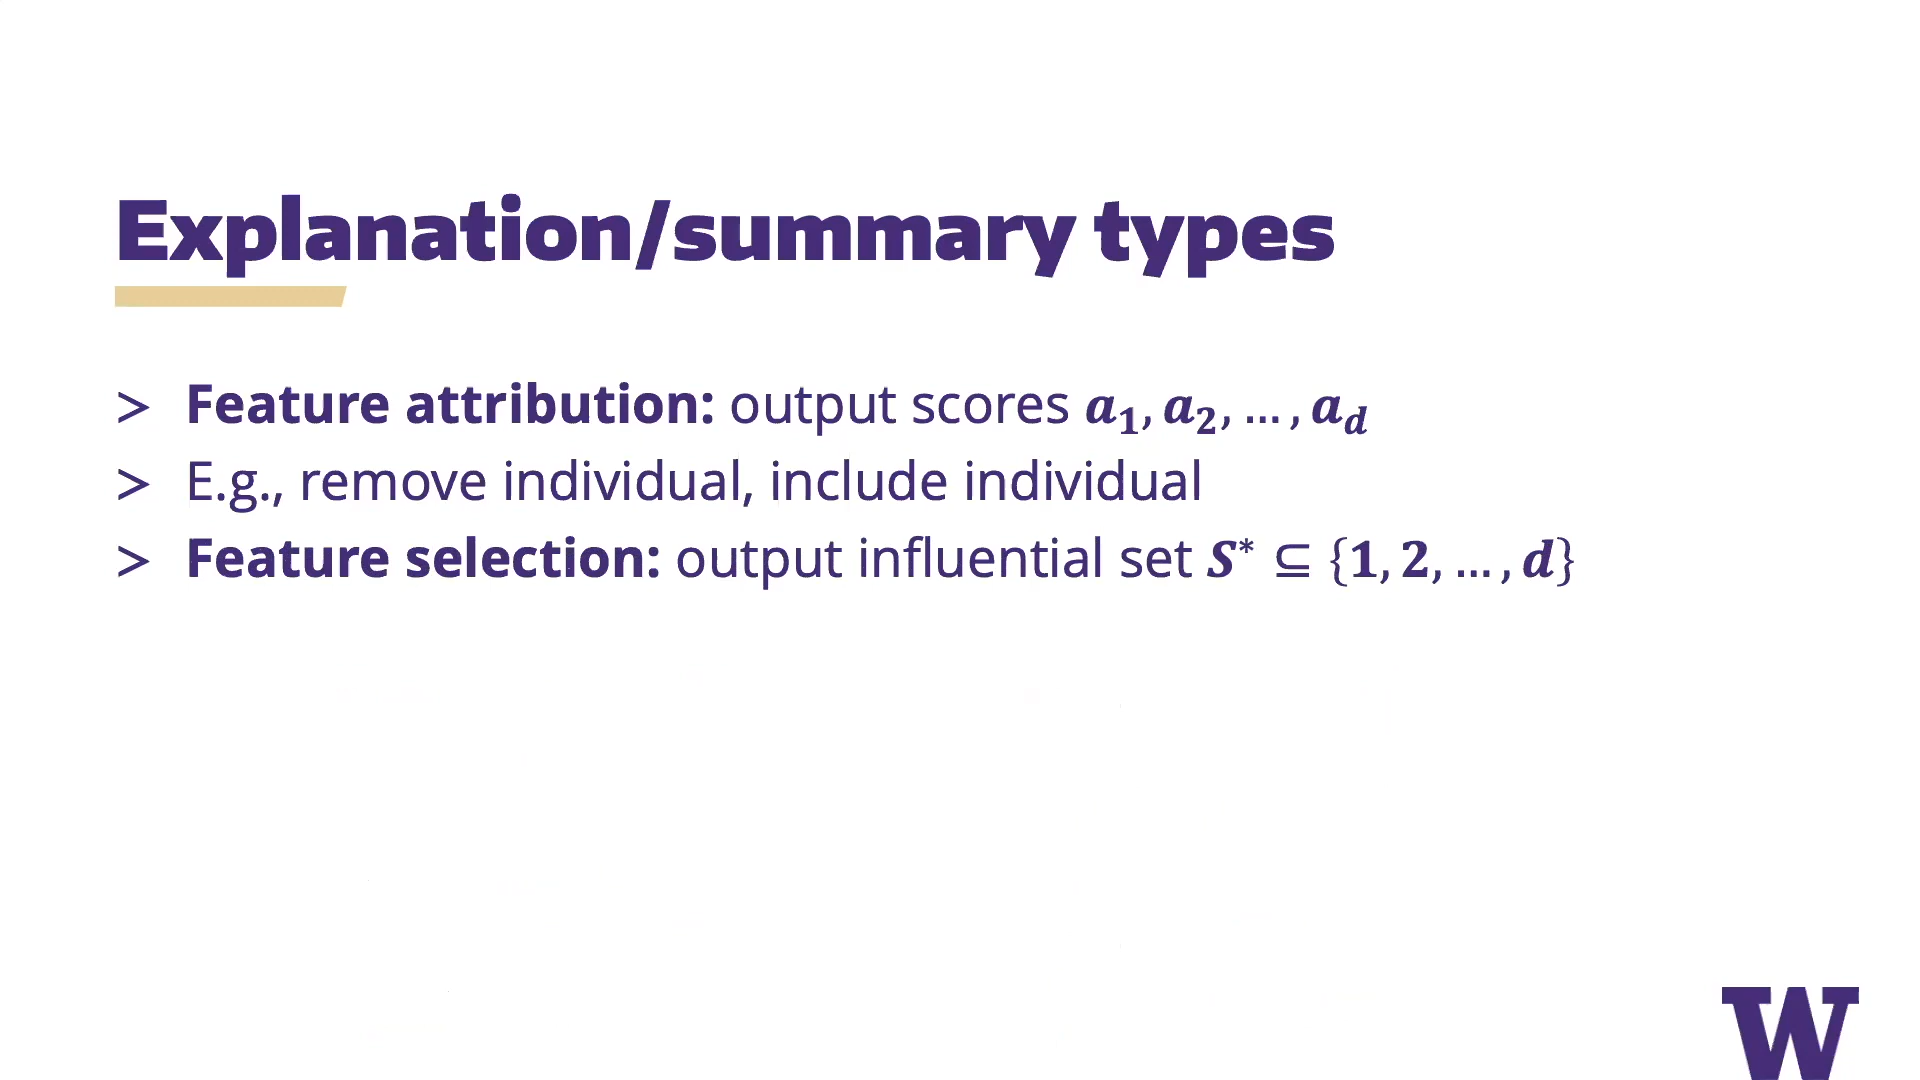 Explanation/summary types
> Feature attribution: output scores a₁, a₂, … , a_d
> E.g., remove individual, include individual
> Feature selection: output influential set S* ⊆ {1, 2, … , d}
W